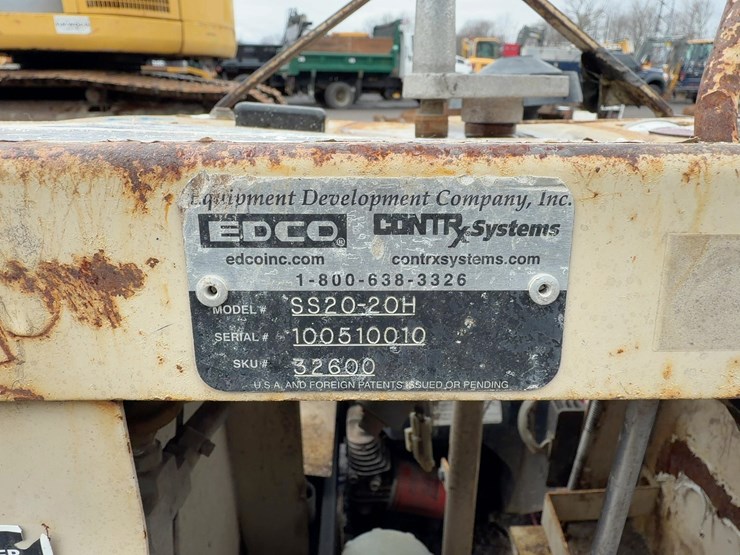 Equipment Development Company, Inc.
EDCO® CONTRx Systems
edcoinc.com contrxsystems.com
1-800-638-3326
MODEL # SS20-20H
SERIAL # 100510010
SKU # 32600
U.S.A. AND FOREIGN PATENTS ISSUED OR PENDING
ER